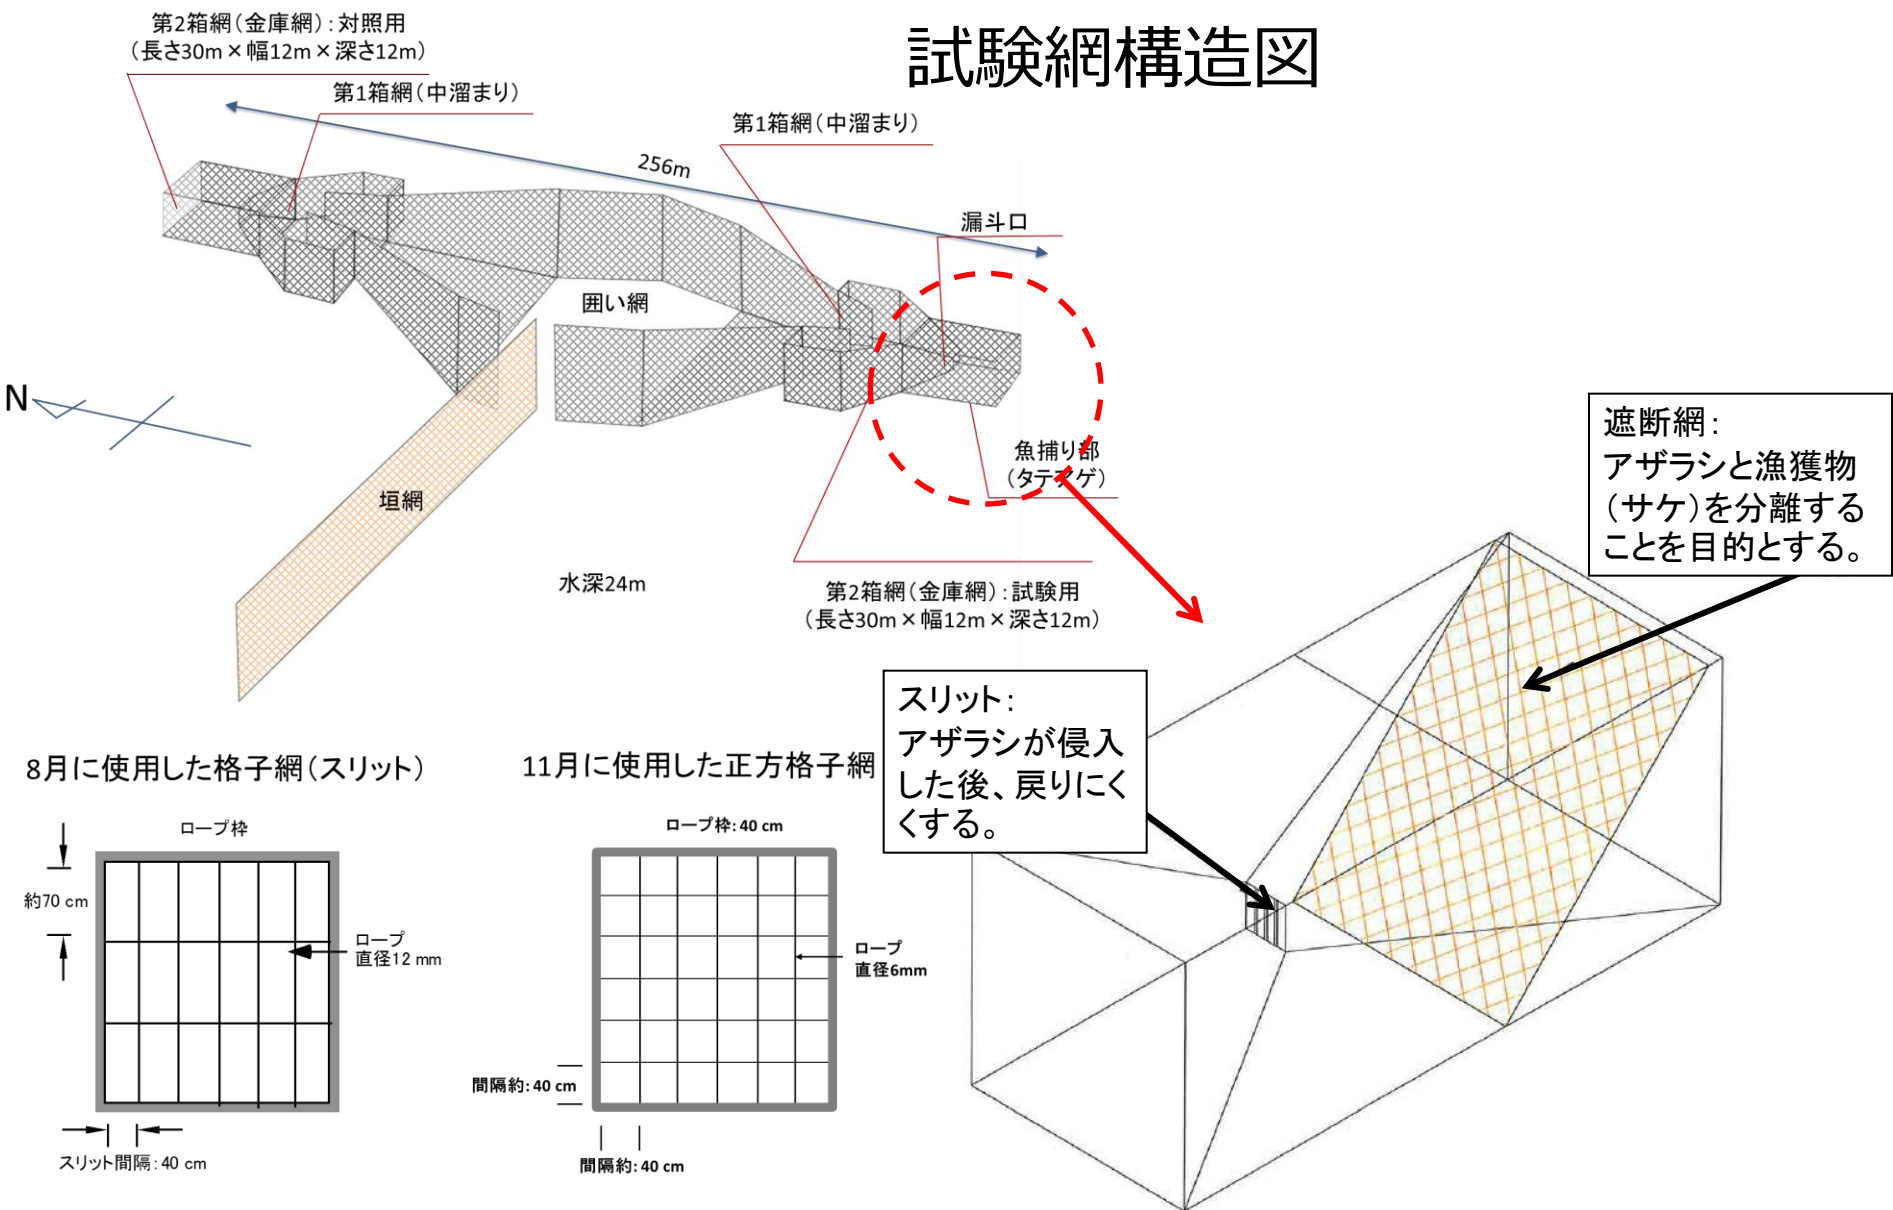 試験網構造図
第2箱網(金庫網):対照用
(長さ30m×幅12m×深さ12m)
第1箱網(中溜まり)
第1箱網(中溜まり)
256m
漏斗口
囲い網
N
垣網
魚捕り部
(タテアゲ)
水深24m
第2箱網(金庫網):試験用
(長さ30m×幅12m×深さ12m)
遮断網:
アザラシと漁獲物
(サケ)を分離する
ことを目的とする。
スリット:
アザラシが侵入
した後、戻りにく
くする。
8月に使用した格子網(スリット)
ロープ枠
約70 cm
ロープ
直径12 mm
スリット間隔:40 cm
11月に使用した正方格子網
ロープ枠:40 cm
ロープ
直径6mm
間隔約:40 cm
間隔約:40 cm